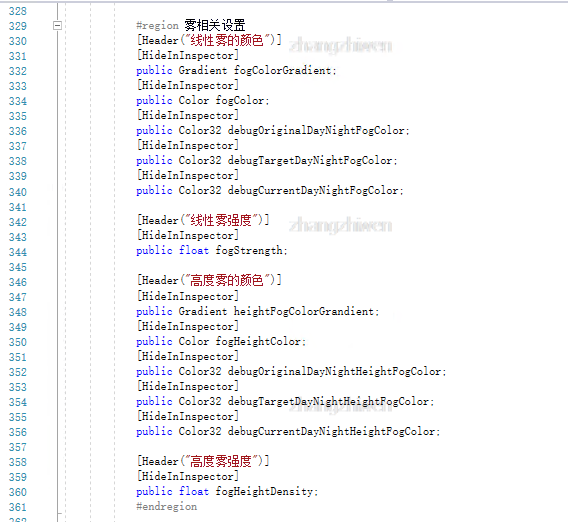 328
329 #region 雾相关设置
330 [Header("线性雾的颜色")] zhangzhiwen
331 [HideInInspector]
332 public Gradient fogColorGradient;
333 [HideInInspector]
334 public Color fogColor;
335 [HideInInspector]
336 public Color32 debugOriginalDayNightFogColor;
337 [HideInInspector]
338 public Color32 debugTargetDayNightFogColor;
339 [HideInInspector]
340 public Color32 debugCurrentDayNightFogColor;
341
342 [Header("线性雾强度")] zhangzhiwen
343 [HideInInspector]
344 public float fogStrength;
345
346 [Header("高度雾的颜色")]
347 [HideInInspector]
348 public Gradient heightFogColorGrandient;
349 [HideInInspector]
350 public Color fogHeightColor;
351 [HideInInspector]
352 public Color32 debugOriginalDayNightHeightFogColor;
353 [HideInInspector]
354 public Color32 debugTargetDayNightHeightFogColor;
zhangzhiwen
355 [HideInInspector]
356 public Color32 debugCurrentDayNightHeightFogColor;
357
358 [Header("高度雾强度")]
359 [HideInInspector]
360 public float fogHeightDensity;
361 #endregion